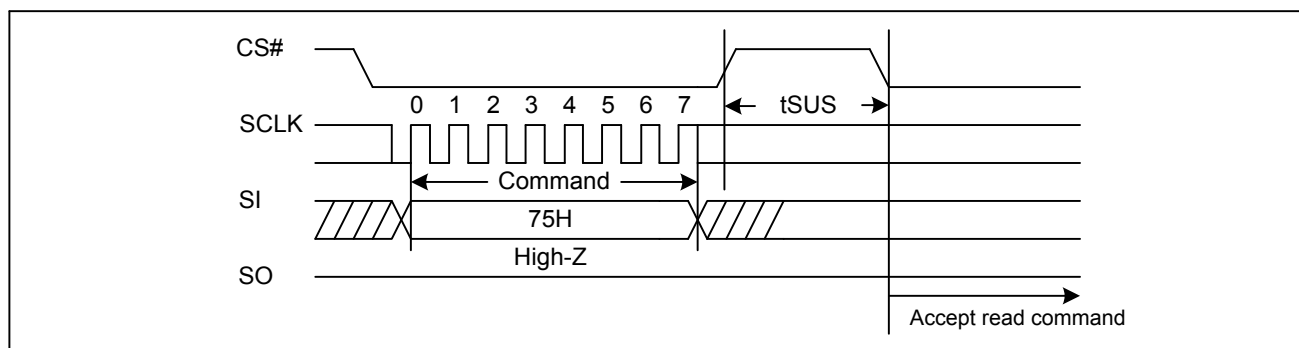 CS#
tSUS
0 1 2 3 4 5 6 7
SCLK
Command
SI
75H
High-Z
SO
Accept read command